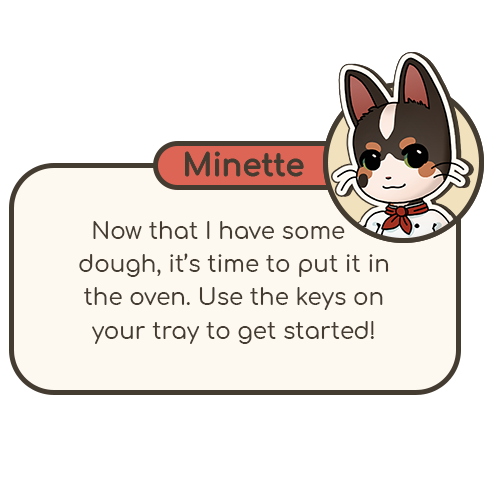 Minette
Now that I have some
dough, it’s time to put it in
the oven. Use the keys on
your tray to get started!